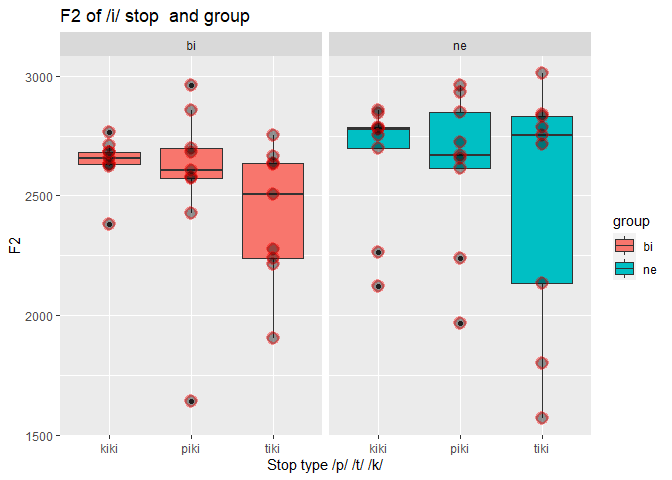 F2 of /i/ stop  and group
bi
ne
3000
2500
2000
1500
F2
kiki
piki
tiki
kiki
piki
tiki
Stop type /p/ /t/ /k/
group
bi
ne